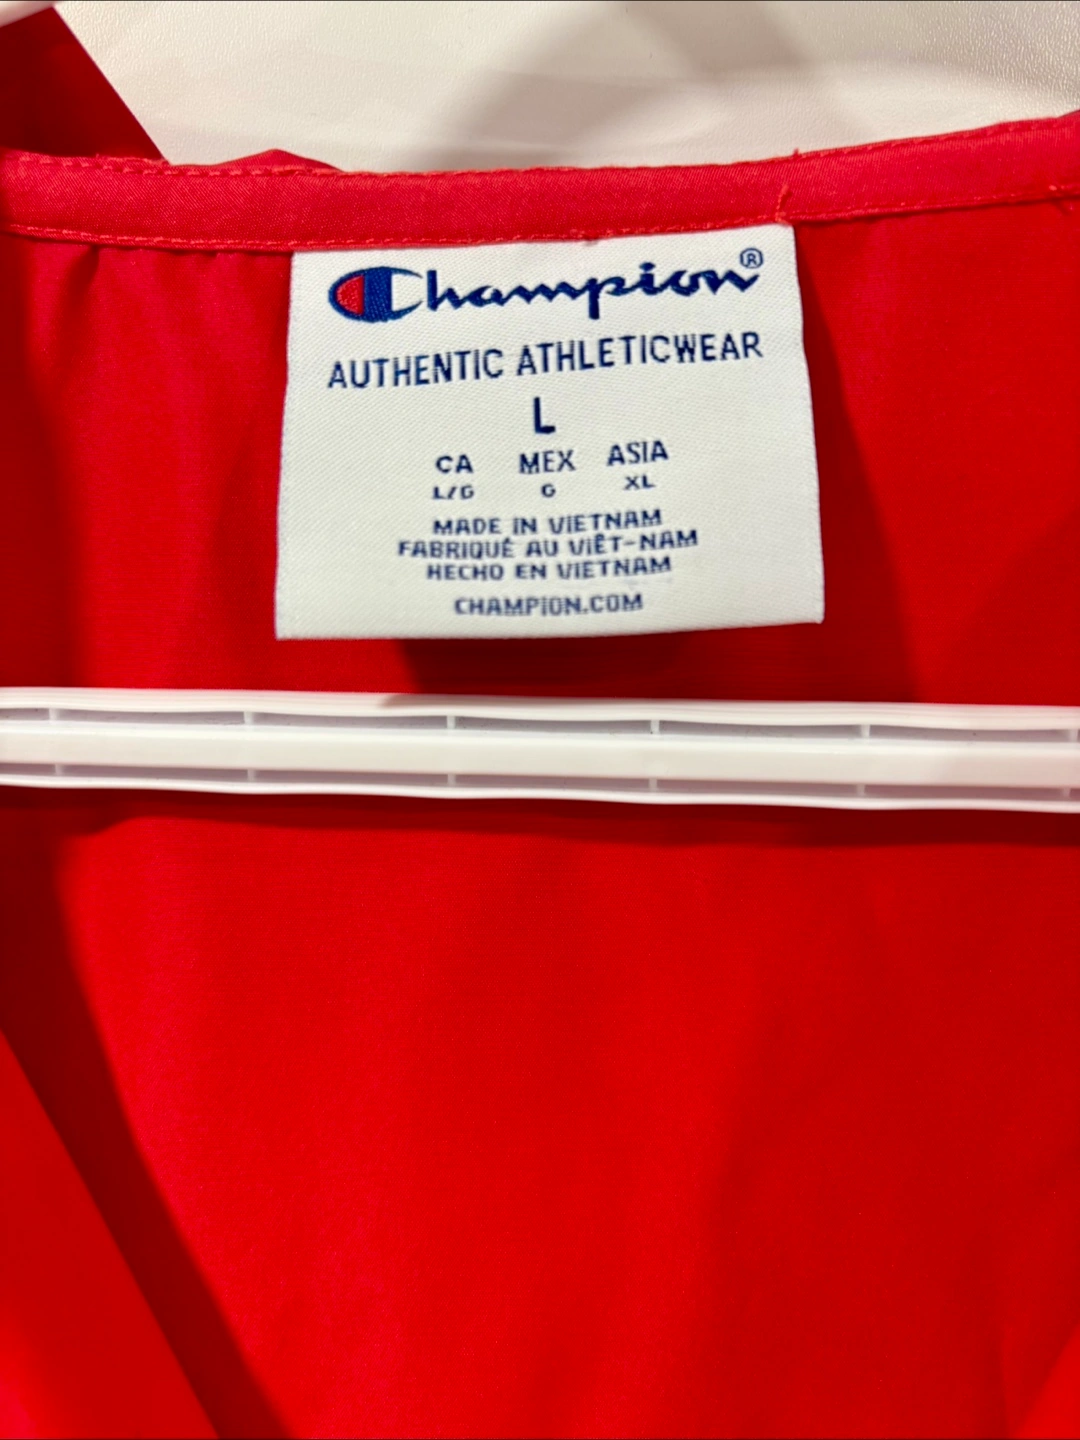 Champion®
AUTHENTIC ATHLETICWEAR
L
CA MEX ASIA
L/G G XL
MADE IN VIETNAM
FABRIQUÉ AU VIÊT-NAM
HECHO EN VIETNAM
CHAMPION.COM